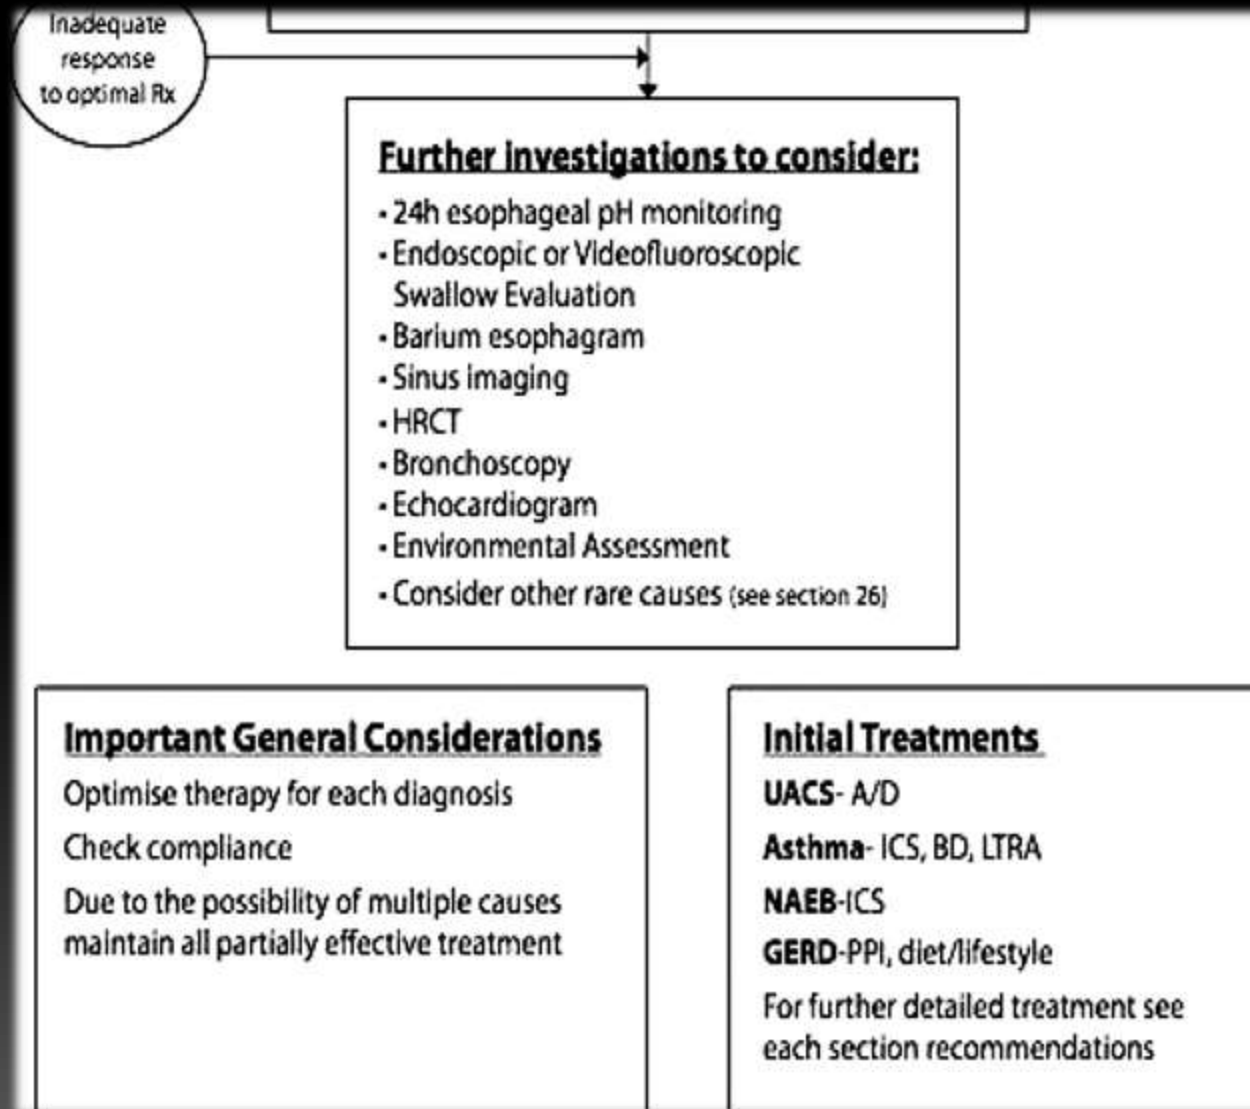 Inadequate
response
to optimal Rx
Further investigations to consider:
• 24h esophageal pH monitoring
• Endoscopic or Videofluoroscopic
Swallow Evaluation
• Barium esophagram
• Sinus imaging
• HRCT
• Bronchoscopy
• Echocardiogram
• Environmental Assessment
• Consider other rare causes (see section 26)
Important General Considerations
Optimise therapy for each diagnosis
Check compliance
Due to the possibility of multiple causes
maintain all partially effective treatment
Initial Treatments
UACS- A/D
Asthma- ICS, BD, LTRA
NAEB-ICS
GERD-PPI, diet/lifestyle
For further detailed treatment see
each section recommendations